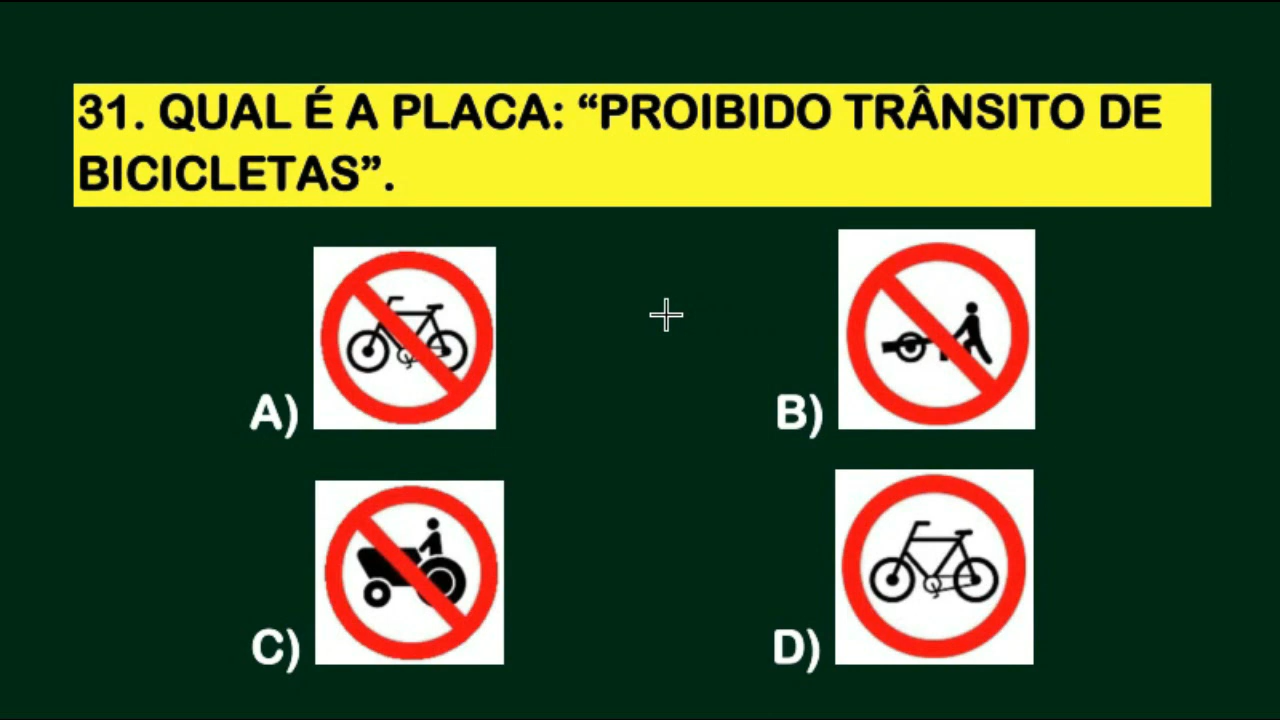 31. QUAL É A PLACA: “PROIBIDO TRÂNSITO DE
BICICLETAS”.
A)
B)
C)
D)